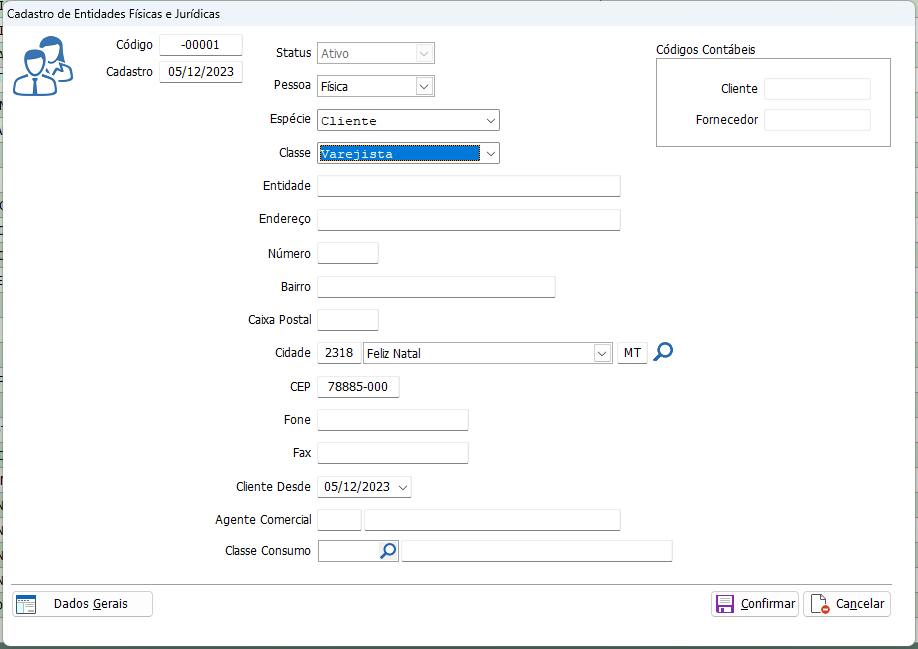 Cadastro de Entidades Físicas e Jurídicas
Código -00001
Cadastro 05/12/2023
Status Ativo
Pessoa Física
Espécie Cliente
Classe Varejista
Entidade
Endereço
Número
Bairro
Caixa Postal
Cidade 2318 Feliz Natal MT
CEP 78885-000
Fone
Fax
Cliente Desde 05/12/2023
Agente Comercial
Classe Consumo
Códigos Contábeis
Cliente
Fornecedor
Dados Gerais
Confirmar
Cancelar